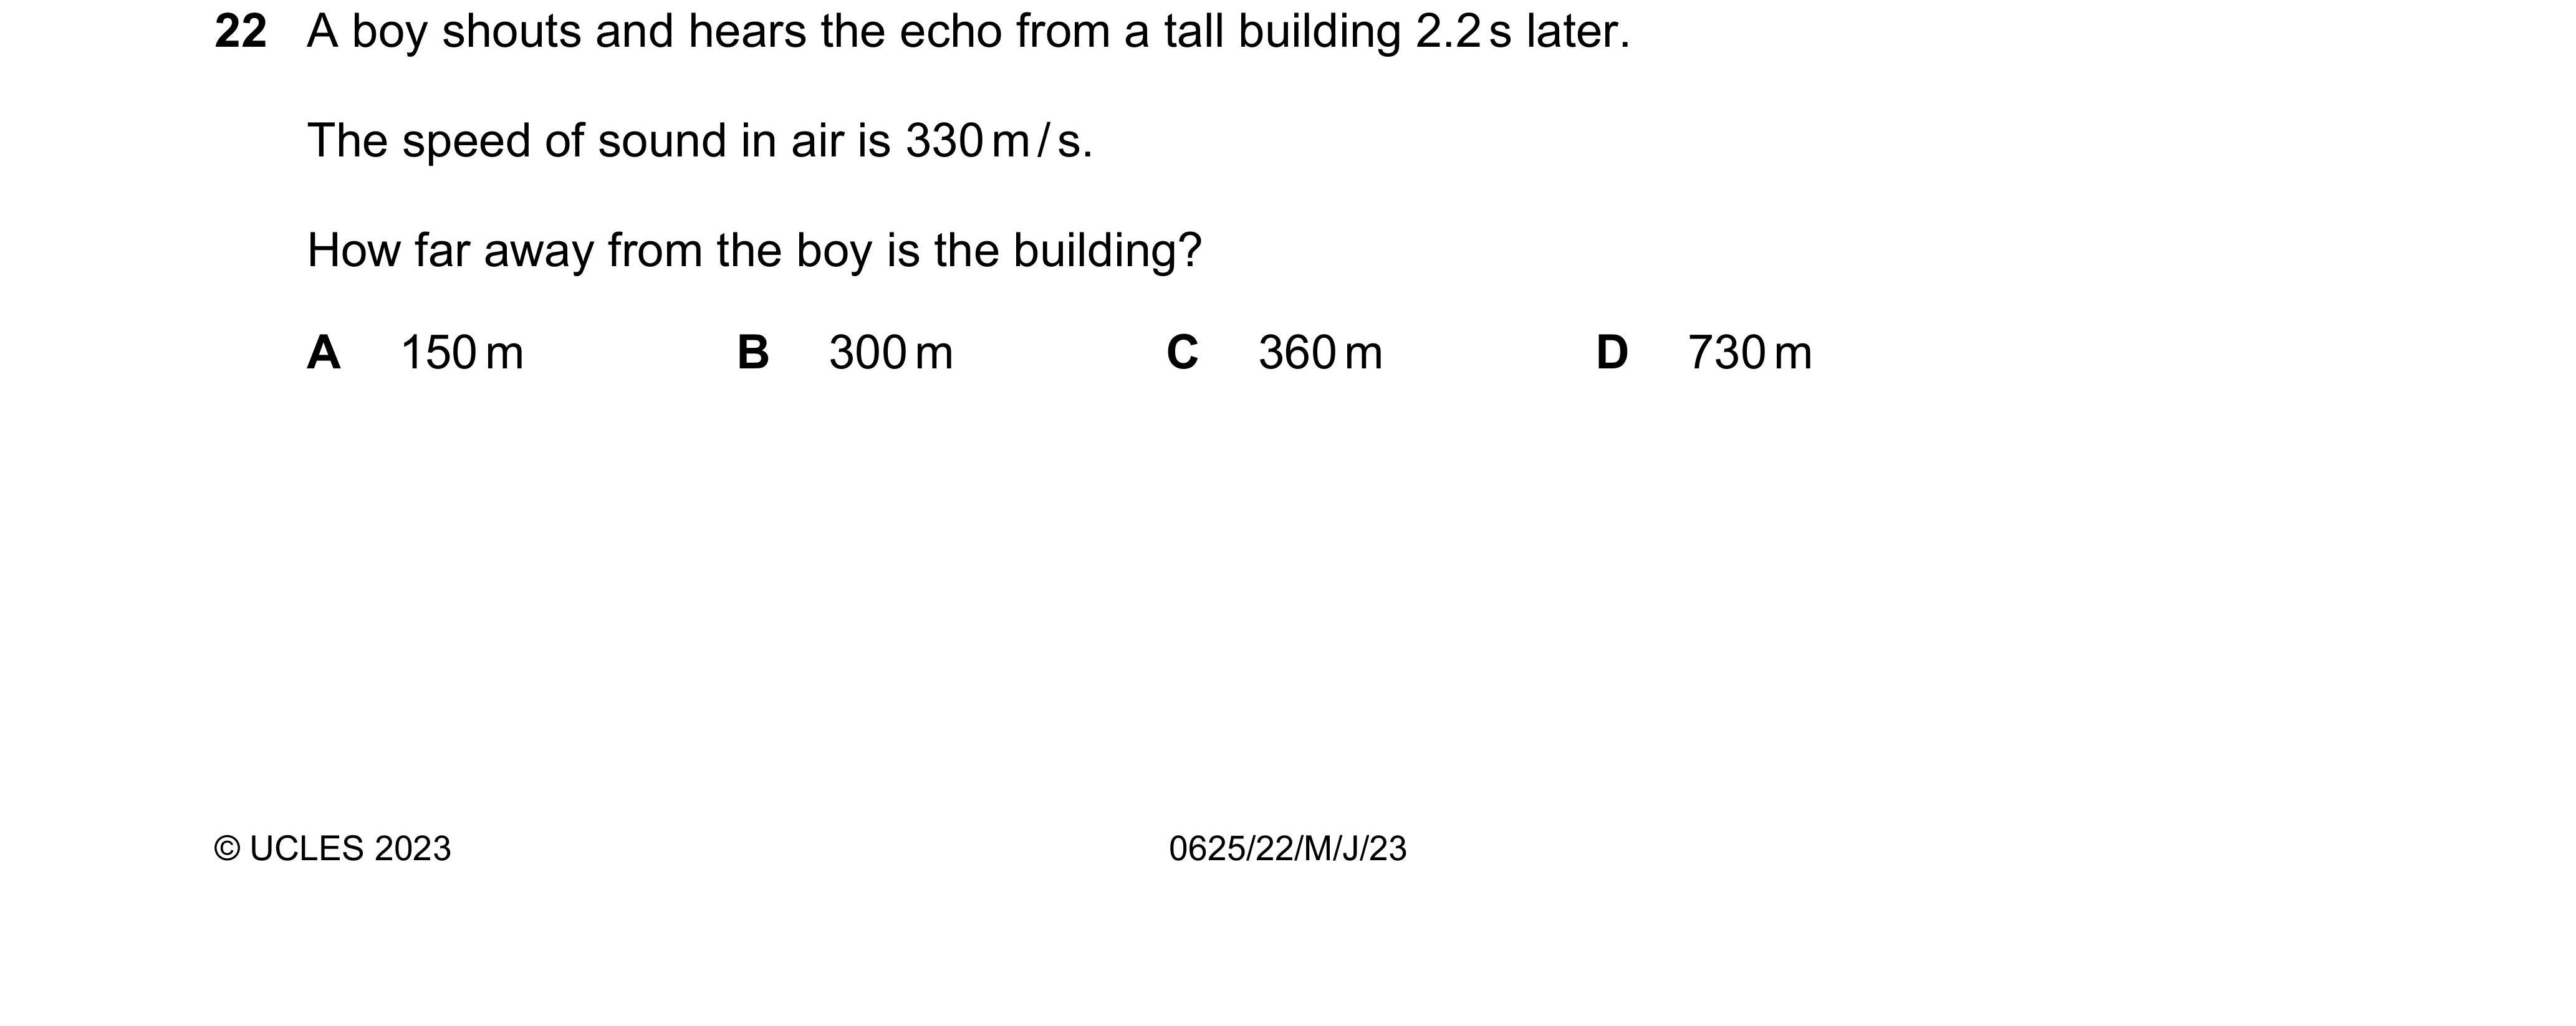 22 A boy shouts and hears the echo from a tall building 2.2 s later.
The speed of sound in air is 330 m / s.
How far away from the boy is the building?
A 150 m B 300 m C 360 m D 730 m
© UCLES 2023 0625/22/M/J/23